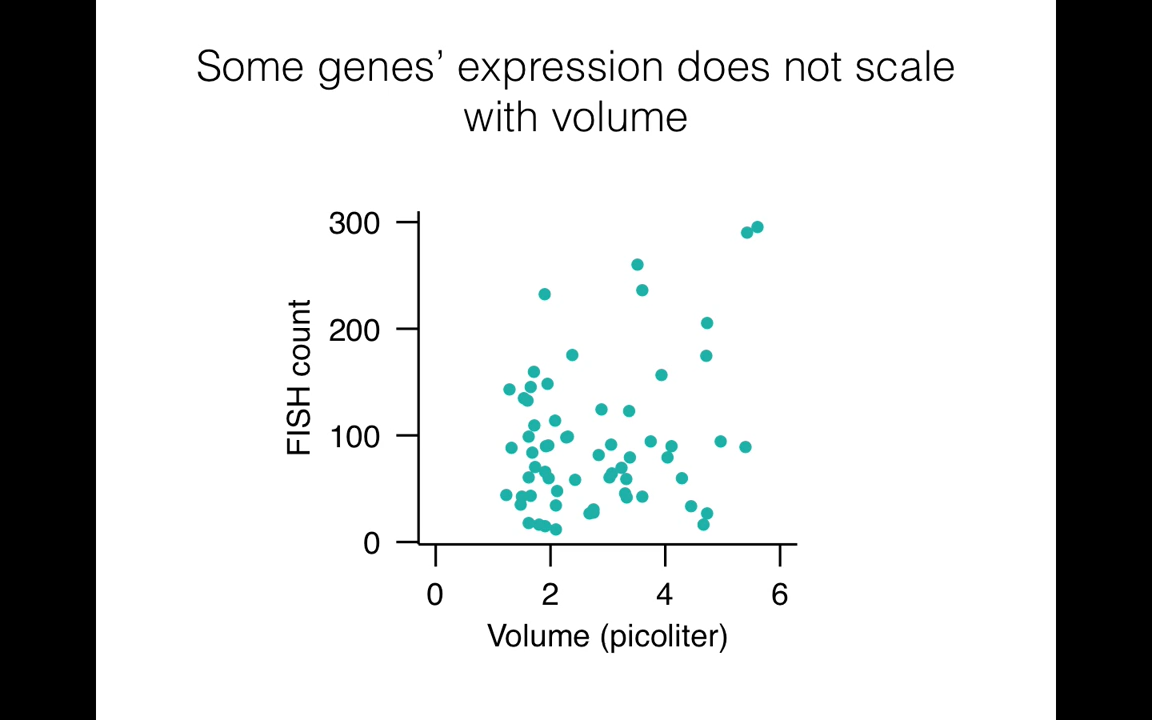 Some genes’ expression does not scale
with volume
300
200
100
0
FISH count
0 2 4 6
Volume (picoliter)